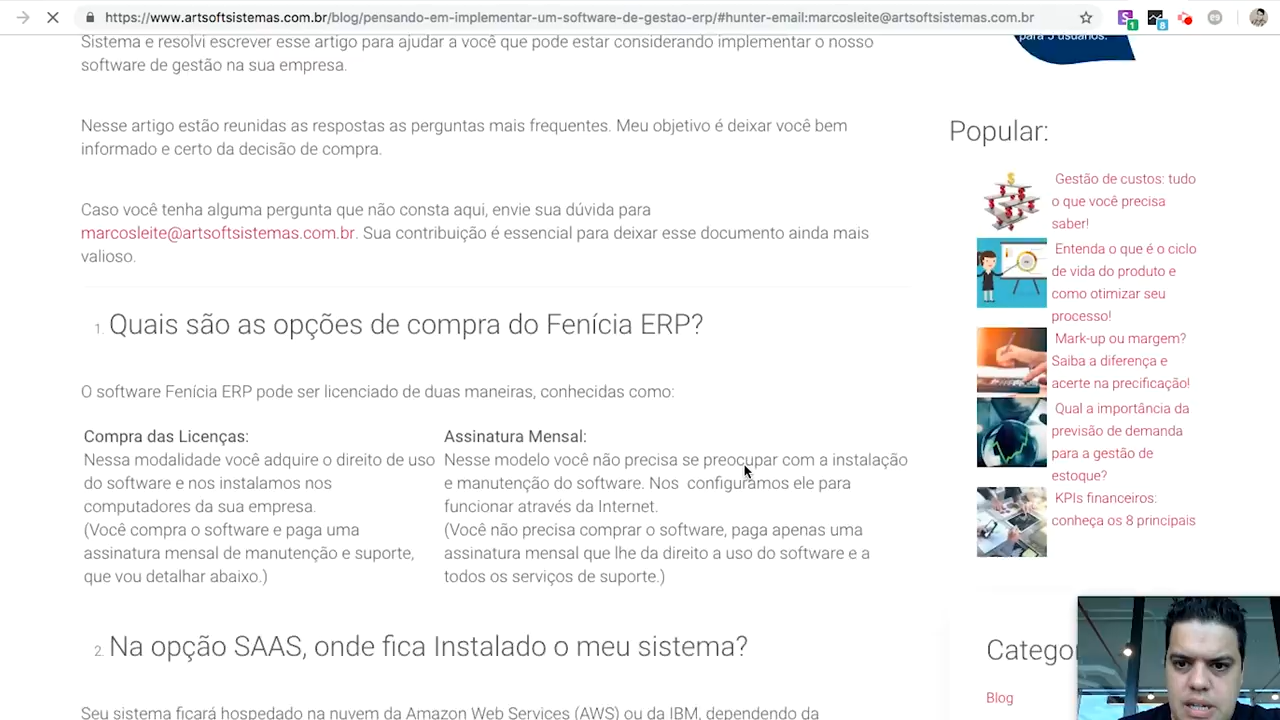 https://www.artsoftsistemas.com.br/blog/pensando-em-implementar-um-software-de-gestao-erp/#hunter-email:marcosleite@artsoftsistemas.com.br
1
8
Sistema e resolvi escrever esse artigo para ajudar a você que pode estar considerando implementar o nosso
software de gestão na sua empresa.
Nesse artigo estão reunidas as respostas as perguntas mais frequentes. Meu objetivo é deixar você bem
informado e certo da decisão de compra.
Caso você tenha alguma pergunta que não consta aqui, envie sua dúvida para
marcosleite@artsoftsistemas.com.br. Sua contribuição é essencial para deixar esse documento ainda mais
valioso.
1. Quais são as opções de compra do Fenícia ERP?
O software Fenícia ERP pode ser licenciado de duas maneiras, conhecidas como:
Compra das Licenças:
Nessa modalidade você adqure o direito de uso
do software e nos instalamos nos
computadores da sua empresa.
(Você compra o software e paga uma
assinatura mensal de manutenção e suporte,
que vou detalhar abaixo.)
Assinatura Mensal:
Nesse modelo você não precisa se preocupar com a instalação
e manutenção do software. Nos configuramos ele para
funcionar através da Internet.
(Você não precisa comprar o software, paga apenas uma
assinatura mensal que lhe da direito a uso do software e a
todos os serviços de suporte.)
2. Na opção SAAS, onde fica Instalado o meu sistema?
Seu sistema ficará hospedado na nuvem da Amazon Web Services (AWS) ou da IBM, dependendo da
para 5 usuários.
Popular:
Gestão de custos: tudo
o que você precisa
saber!
Entenda o que é o ciclo
de vida do produto e
como otimizar seu
processo!
Mark-up ou margem?
Saiba a diferença e
acerte na precificação!
Qual a importância da
previsão de demanda
para a gestão de
estoque?
KPIs financeiros:
conheça os 8 principais
Categor
Blog